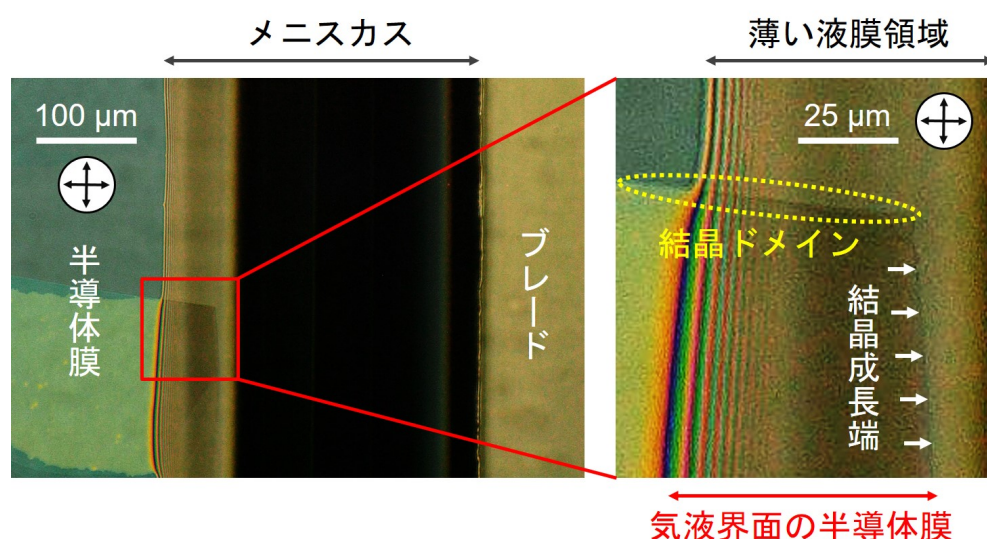 メニスカス
薄い液膜領域
100 μm
25 μm
半導体膜
ブレード
結晶ドメイン
結晶成長端
気液界面の半導体膜